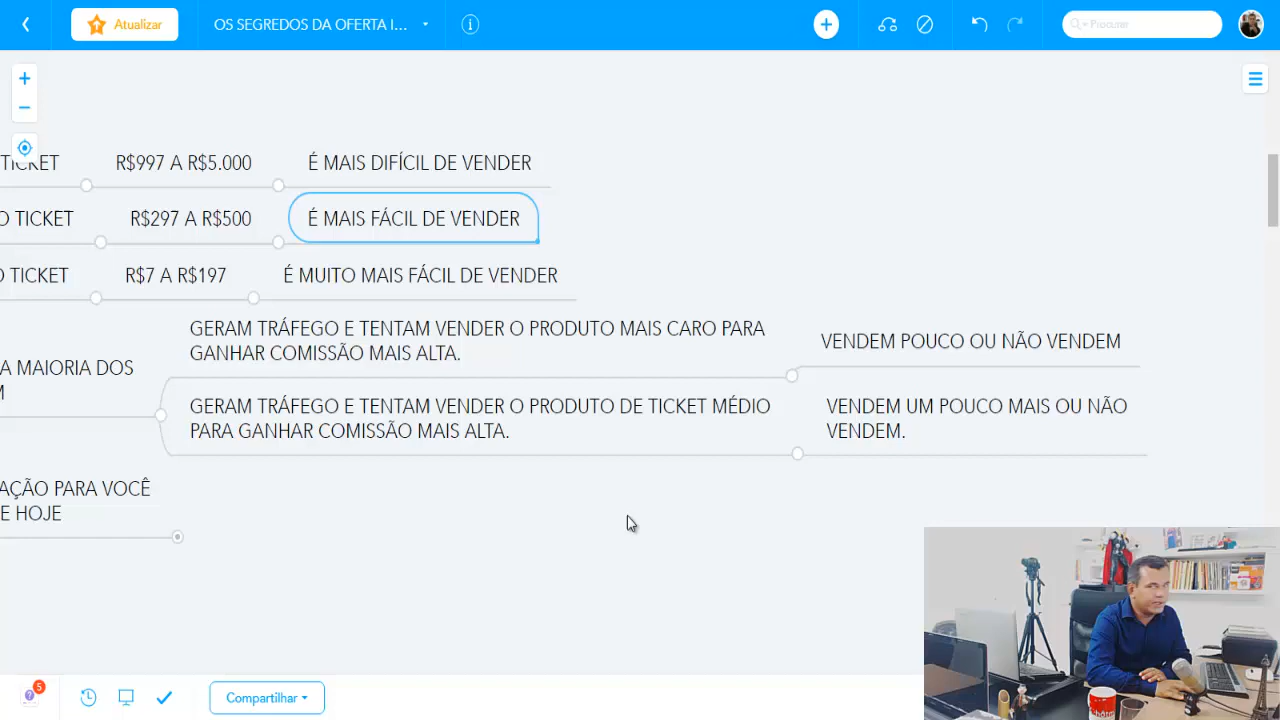 Atualizar
OS SEGREDOS DA OFERTA I...
Procurar
TICKET R$997 A R$5.000 É MAIS DIFÍCIL DE VENDER
O TICKET R$297 A R$500 É MAIS FÁCIL DE VENDER
O TICKET R$7 A R$197 É MUITO MAIS FÁCIL DE VENDER
GERAM TRÁFEGO E TENTAM VENDER O PRODUTO MAIS CARO PARA
GANHAR COMISSÃO MAIS ALTA.
VENDEM POUCO OU NÃO VENDEM
A MAIORIA DOS
M
GERAM TRÁFEGO E TENTAM VENDER O PRODUTO DE TICKET MÉDIO
PARA GANHAR COMISSÃO MAIS ALTA.
VENDEM UM POUCO MAIS OU NÃO
VENDEM.
AÇÃO PARA VOCÊ
E HOJE
5
Compartilhar